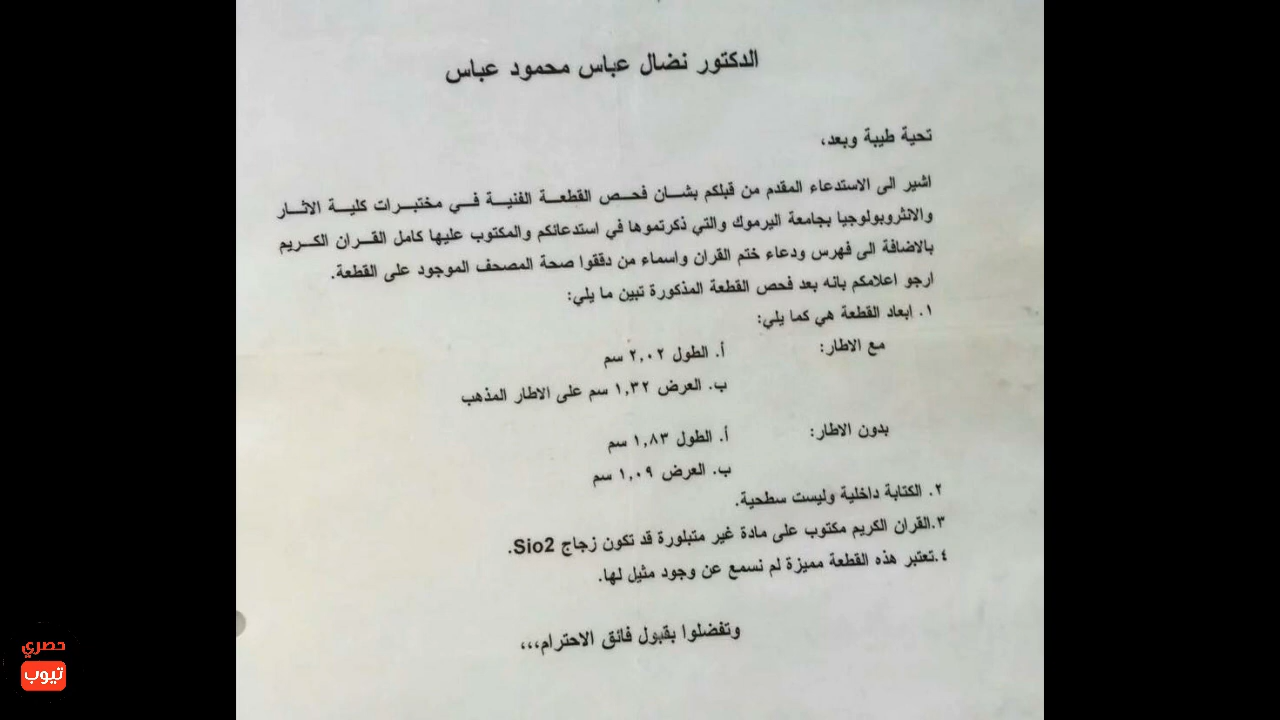 الدكتور نضال عباس محمود عباس
تحية طيبة وبعد،
اشير الى الاستدعاء المقدم من قبلكم بشان فحص القطعة الفنية في مختبرات كلية الأثار
والانثروبولوجيا بجامعة اليرموك والتي ذكرتموها في استدعائكم والمكتوب عليها كامل القران الكريم
بالاضافة الى فهرس ودعاء ختم القران واسماء من دققوا صحة المصحف الموجود على القطعة.
ارجو اعلامكم بانه بعد فحص القطعة المذكورة تبين ما يلي:
١. ابعاد القطعة هي كما يلي:
مع الاطار: أ. الطول ٢,٠٢ سم
ب. العرض ١,٣٢ سم على الاطار المذهب
بدون الاطار: أ. الطول ١,٨٣ سم
ب. العرض ١,٠٩ سم
٢. الكتابة داخلية وليست سطحية.
٣.القران الكريم مكتوب على مادة غير متبلورة قد تكون زجاج Sio2.
٤.تعتبر هذه القطعة مميزة لم نسمع عن وجود مثيل لها.
وتفضلوا بقبول فائق الاحترام،،،
حصري
تيوب